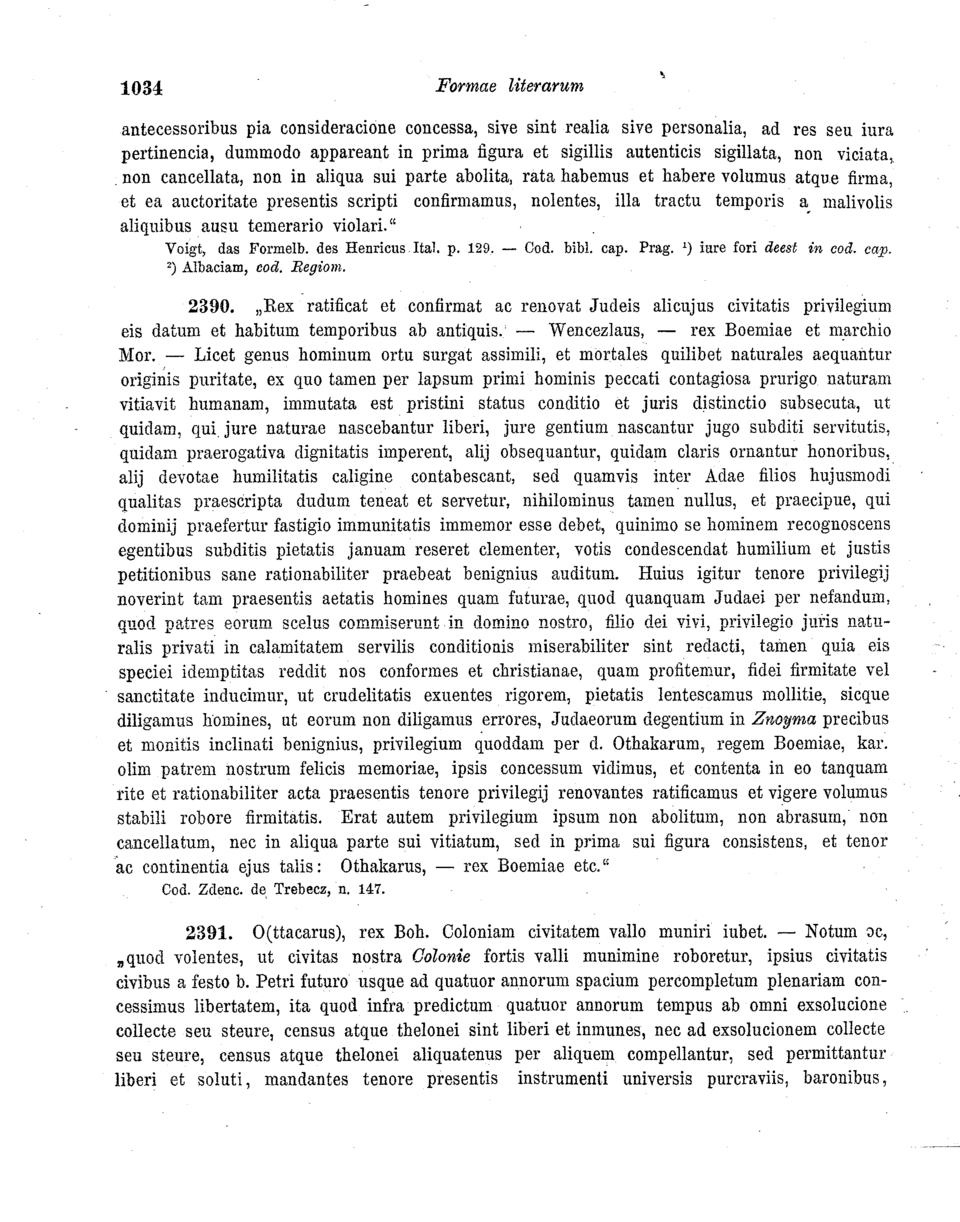 1034
Formae literarum
antecessoribus pia consideracione concessa, sive sint realia sive personalia, ad res seu iura
pertinencia, dummodo appareant in prima figura et sigillis autenticis sigillata, non viciata,
non cancellata, non in aliqua sui parte abolita, rata habemus et habere volumus atque firma,
et ea auctoritate presentis scripti confirmamus, nolentes, illa tractu temporis a malivolis
aliquibus ausu temerario violari.“
Voigt, das Formelb. des Henricus Ital. p. 129. — Cod. bibl. cap. Prag. ¹) iure fori deest in cod. cap.
²) Albaciam, cod. Regiom.
2390. „Rex ratificat et confirmat ac renovat Judeis alicujus civitatis privilegium
eis datum et habitum temporibus ab antiquis. — Wencezlaus, — rex Boemiae et marchio
Mor. — Licet genus hominum ortu surgat assimili, et mortales quilibet naturales aequantur
originis puritate, ex quo tamen per lapsum primi hominis peccati contagiosa prurigo naturam
vitiavit humanam, immutata est pristini status conditio et juris distinctio subsecuta, ut
quidam, qui jure naturae nascebantur liberi, jure gentium nascantur jugo subditi servitutis,
quidam praerogativa dignitatis imperent, alij obsequantur, quidam claris ornantur honoribus,
alij devotae humilitatis caligine contabescant, sed quamvis inter Adae filios hujusmodi
qualitas praescripta dudum teneat et servetur, nihilominus tamen nullus, et praecipue, qui
dominij praefertur fastigio immunitatis immemor esse debet, quinimo se hominem recognoscens
egentibus subditis pietatis januam reseret clementer, votis condescendat humilium et justis
petitionibus sane rationabiliter praebeat benignius auditum. Huius igitur tenore privilegij
noverint tam praesentis aetatis homines quam futurae, quod quanquam Judaei per nefandum,
quod patres eorum scelus commiserunt in domino nostro, filio dei vivi, privilegio juris natu-
ralis privati in calamitatem servilis conditionis miserabiliter sint redacti, tamen quia eis
speciei idemptitas reddit nos conformes et christianae, quam profitemur, fidei firmitate vel
sanctitate inducimur, ut crudelitatis exuentes rigorem, pietatis lentescamus mollitie, sicque
diligamus homines, ut eorum non diligamus errores, Judaeorum degentium in Znoyma precibus
et monitis inclinati benignius, privilegium quoddam per d. Othakarum, regem Boemiae, kar.
olim patrem nostrum felicis memoriae, ipsis concessum vidimus, et contenta in eo tanquam
rite et rationabiliter acta praesentis tenore privilegij renovantes ratificamus et vigere volumus
stabili robore firmitatis. Erat autem privilegium ipsum non abolitum, non abrasum, non
cancellatum, nec in aliqua parte sui vitiatum, sed in prima sui figura consistens, et tenor
ac continentia ejus talis: Othakarus, — rex Boemiae etc.“
Cod. Zdenc. de Trebecz, n. 147.
2391. O(ttacarus), rex Boh. Coloniam civitatem vallo muniri iubet. — Notum ɔc,
„quod volentes, ut civitas nostra Colonie fortis valli munimine roboretur, ipsius civitatis
civibus a festo b. Petri futuro usque ad quatuor annorum spacium percompletum plenariam con-
cessimus libertatem, ita quod infra predictum quatuor annorum tempus ab omni exsolucione
collecte seu steure, census atque thelonei sint liberi et inmunes, nec ad exsolucionem collecte
seu steure, census atque thelonei aliquatenus per aliquem compellantur, sed permittantur
liberi et soluti, mandantes tenore presentis instrumenti universis purcraviis, baronibus,